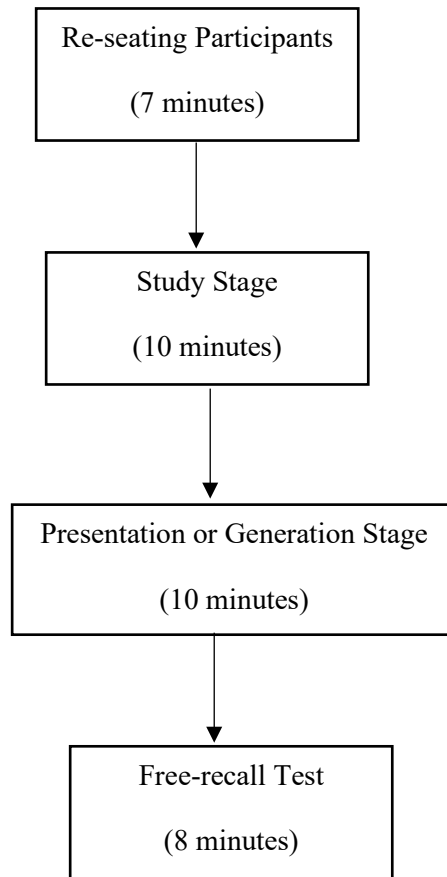 Re-seating Participants
(7 minutes)
Study Stage
(10 minutes)
Presentation or Generation Stage
(10 minutes)
Free-recall Test
(8 minutes)